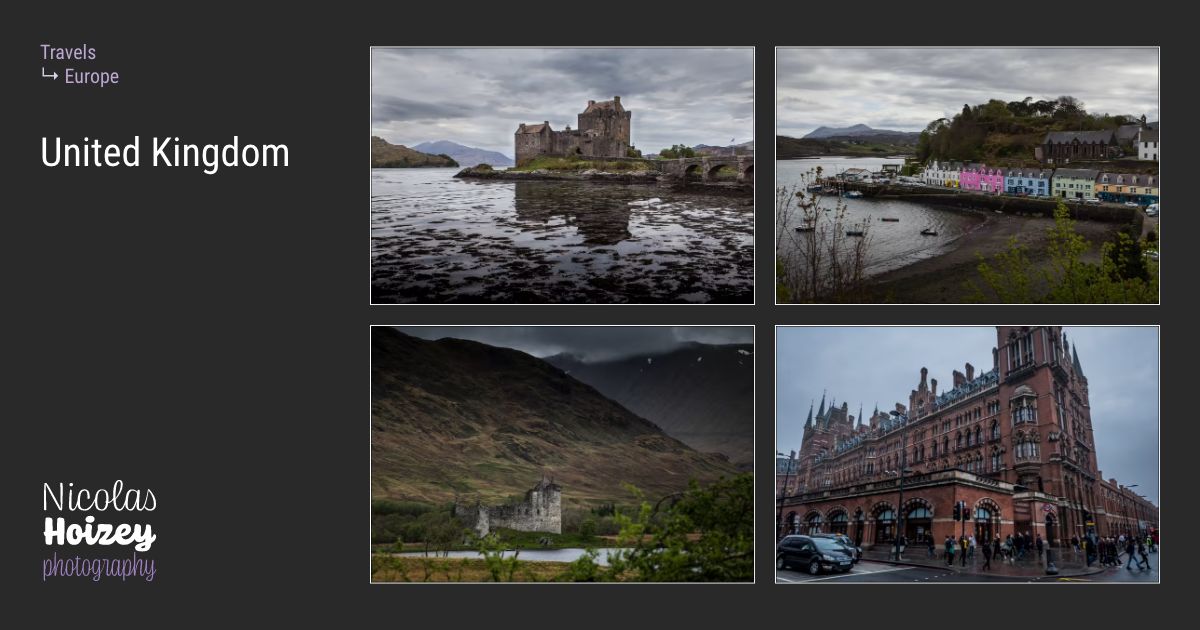 Travels
↳ Europe
United Kingdom
Nicolas
Hoizey
photography